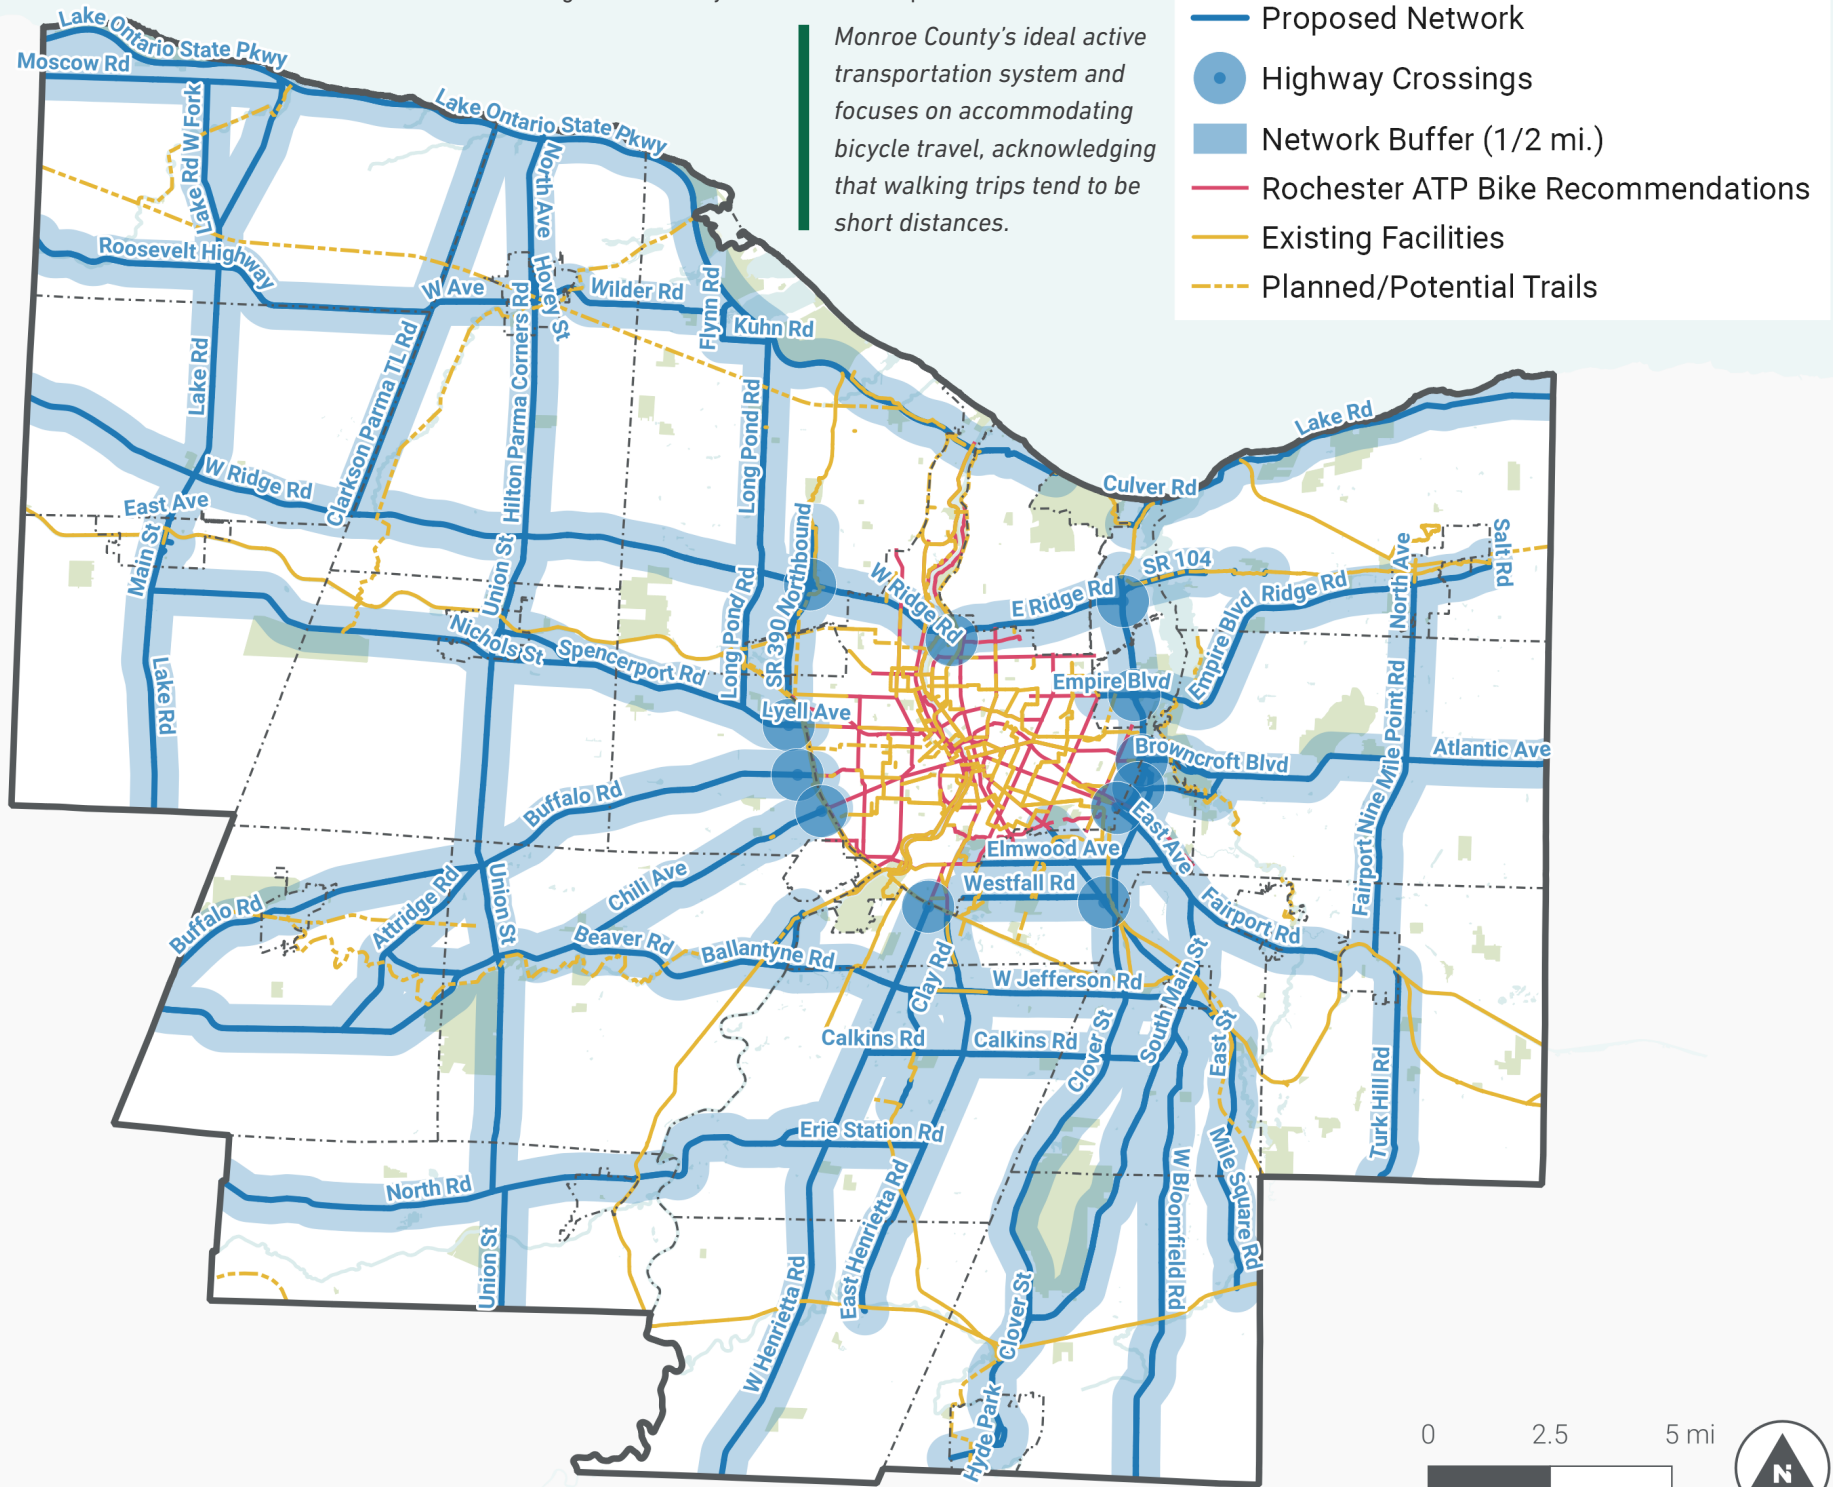 Proposed Network
Highway Crossings
Network Buffer (1/2 mi.)
Rochester ATP Bike Recommendations
Existing Facilities
Planned/Potential Trails
Monroe County's ideal active
transportation system and
focuses on accommodating
bicycle travel, acknowledging
that walking trips tend to be
short distances.
Lake Ontario State Pkwy
Moscow Rd
Lake Ontario State Pkwy
Lake Rd W Fork
North Ave
Roosevelt Highway
W Ave
Hovey St
Wilder Rd
Flynn Rd
Kuhn Rd
Lake Rd
Clarkson Parma TL Rd
Hilton Parma Corners Rd
Long Pond Rd
Lake Rd
W Ridge Rd
East Ave
Culver Rd
Main St
Union St
Long Pond Rd
SR 390 Northbound
W Ridge Rd
E Ridge Rd
SR 104
Ridge Rd
North Ave
Salt Rd
Empire Blvd
Nichols St
Spencerport Rd
Lake Rd
Empire Blvd
Lyell Ave
Browncroft Blvd
Atlantic Ave
Fairport Nine Mile Point Rd
Buffalo Rd
East Ave
Elmwood Ave
Westfall Rd
Chili Ave
Union St
Attridge Rd
Buffalo Rd
Fairport Rd
Beaver Rd
Ballantyne Rd
Clay Rd
W Jefferson Rd
South Main St
Calkins Rd
Calkins Rd
Clover St
East St
Turk Hill Rd
Erie Station Rd
North Rd
East Henrietta Rd
W Bloomfield Rd
Mile Square Rd
Union St
W Henrietta Rd
Clover St
Hyde Park
0 2.5 5 mi
N